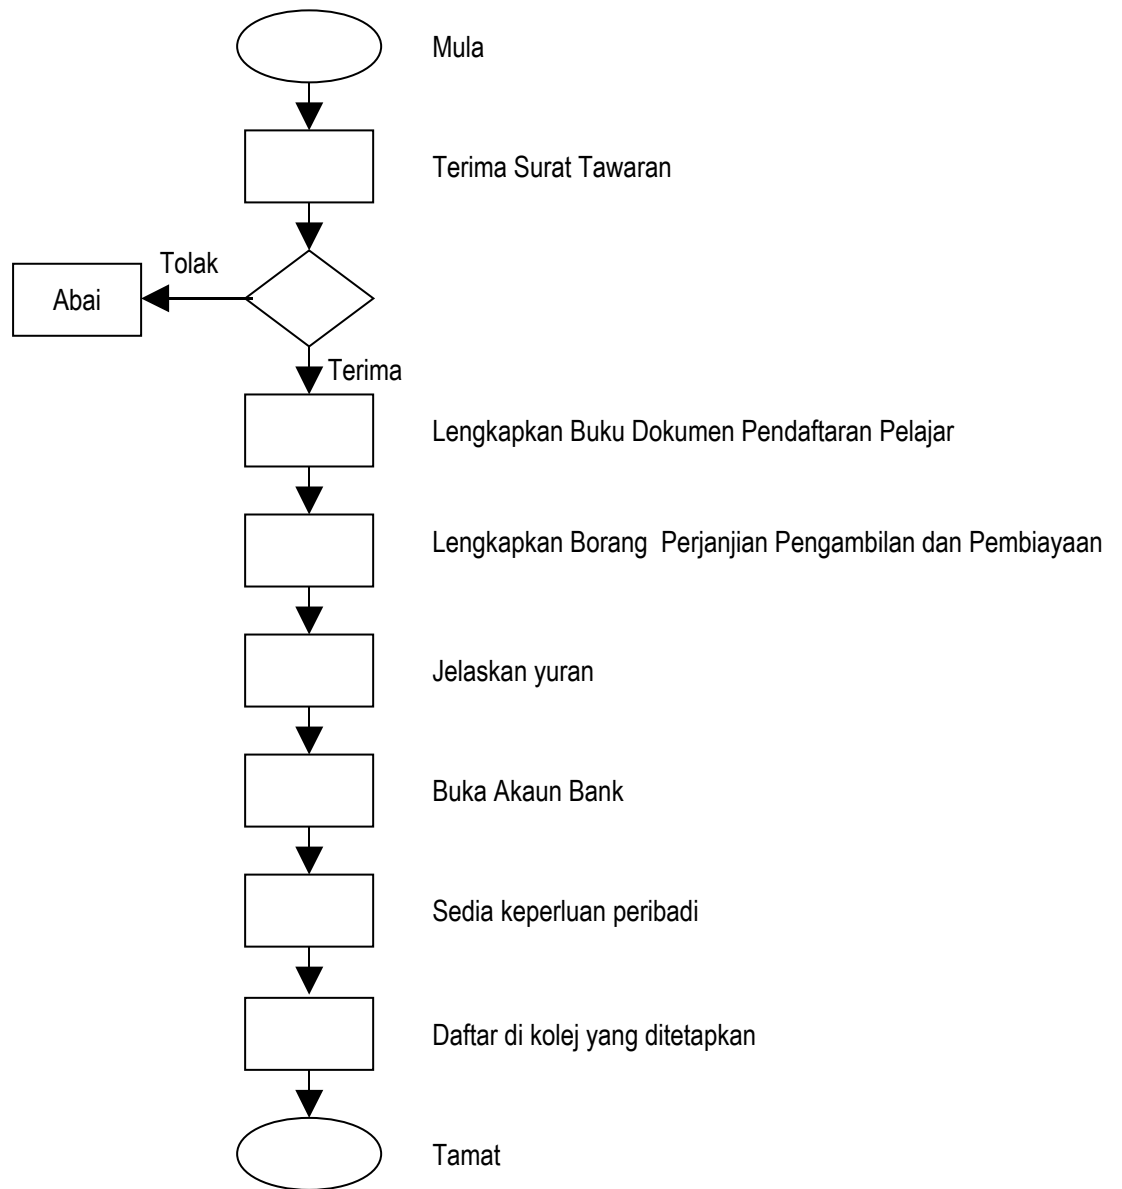 Mula
Terima Surat Tawaran
Tolak
Abai
Terima
Lengkapkan Buku Dokumen Pendaftaran Pelajar
Lengkapkan Borang  Perjanjian Pengambilan dan Pembiayaan
Jelaskan yuran
Buka Akaun Bank
Sedia keperluan peribadi
Daftar di kolej yang ditetapkan
Tamat